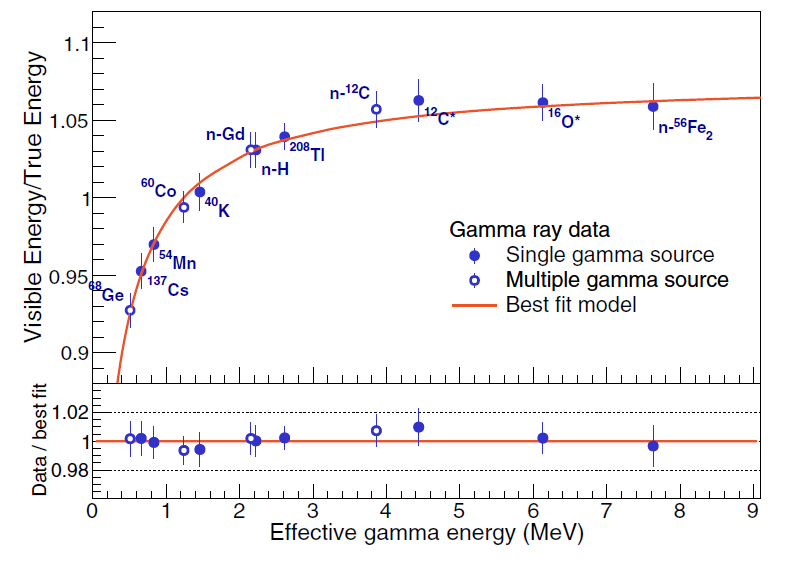 Visible Energy/True Energy
1.1
1.05
1
0.95
0.9
n-¹²C
¹²C*
¹⁶O*
n-⁵⁶Fe₂
n-Gd
²⁰⁸Tl
n-H
⁶⁰Co
⁴⁰K
⁵⁴Mn
¹³⁷Cs
⁶⁸Ge
Gamma ray data
Single gamma source
Multiple gamma source
Best fit model
Data / best fit
1.02
1
0.98
0 1 2 3 4 5 6 7 8 9
Effective gamma energy (MeV)